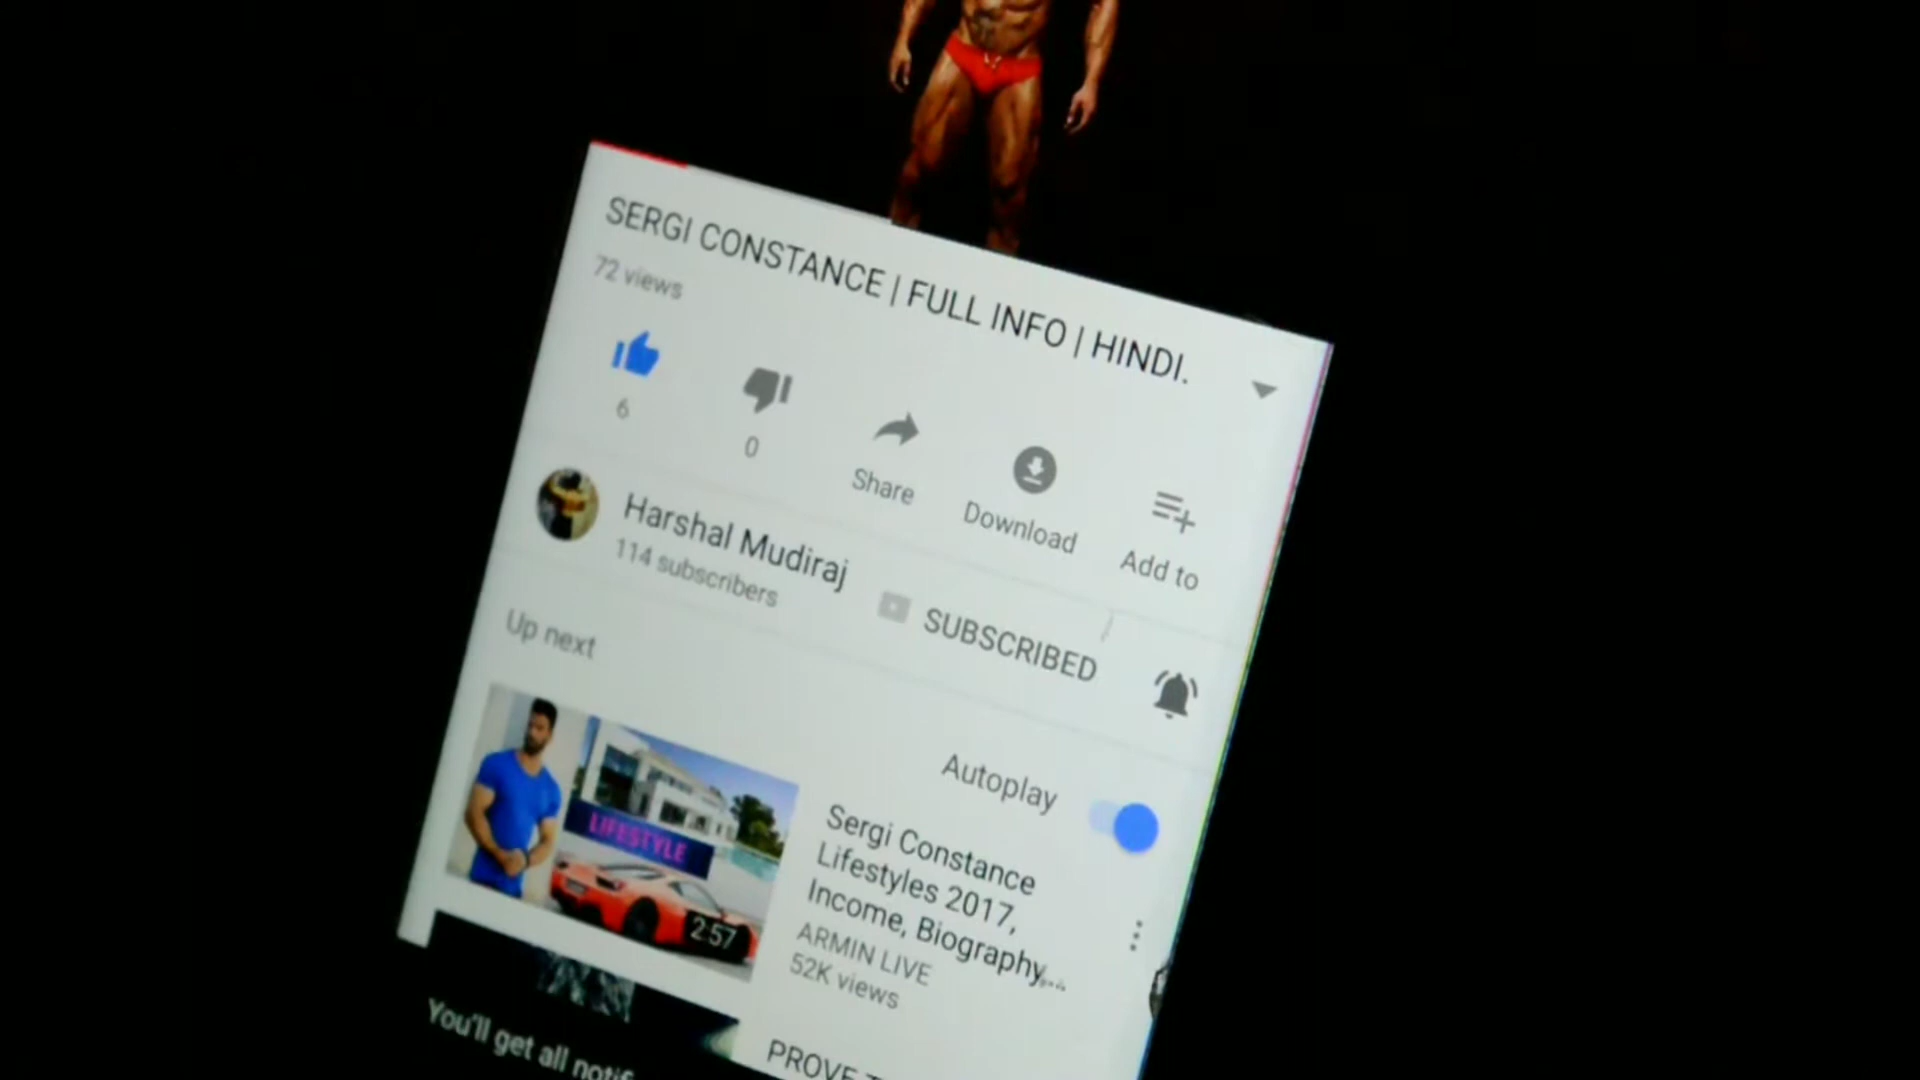 SERGI CONSTANCE | FULL INFO | HINDI.
72 views
6
0
Share
Download
Add to
Harshal Mudiraj
114 subscribers
SUBSCRIBED
Up next
Autoplay
LIFESTYLE
2:57
Sergi Constance
Lifestyles 2017,
Income, Biography...
ARMIN LIVE
52K views
You'll get all
PROVE